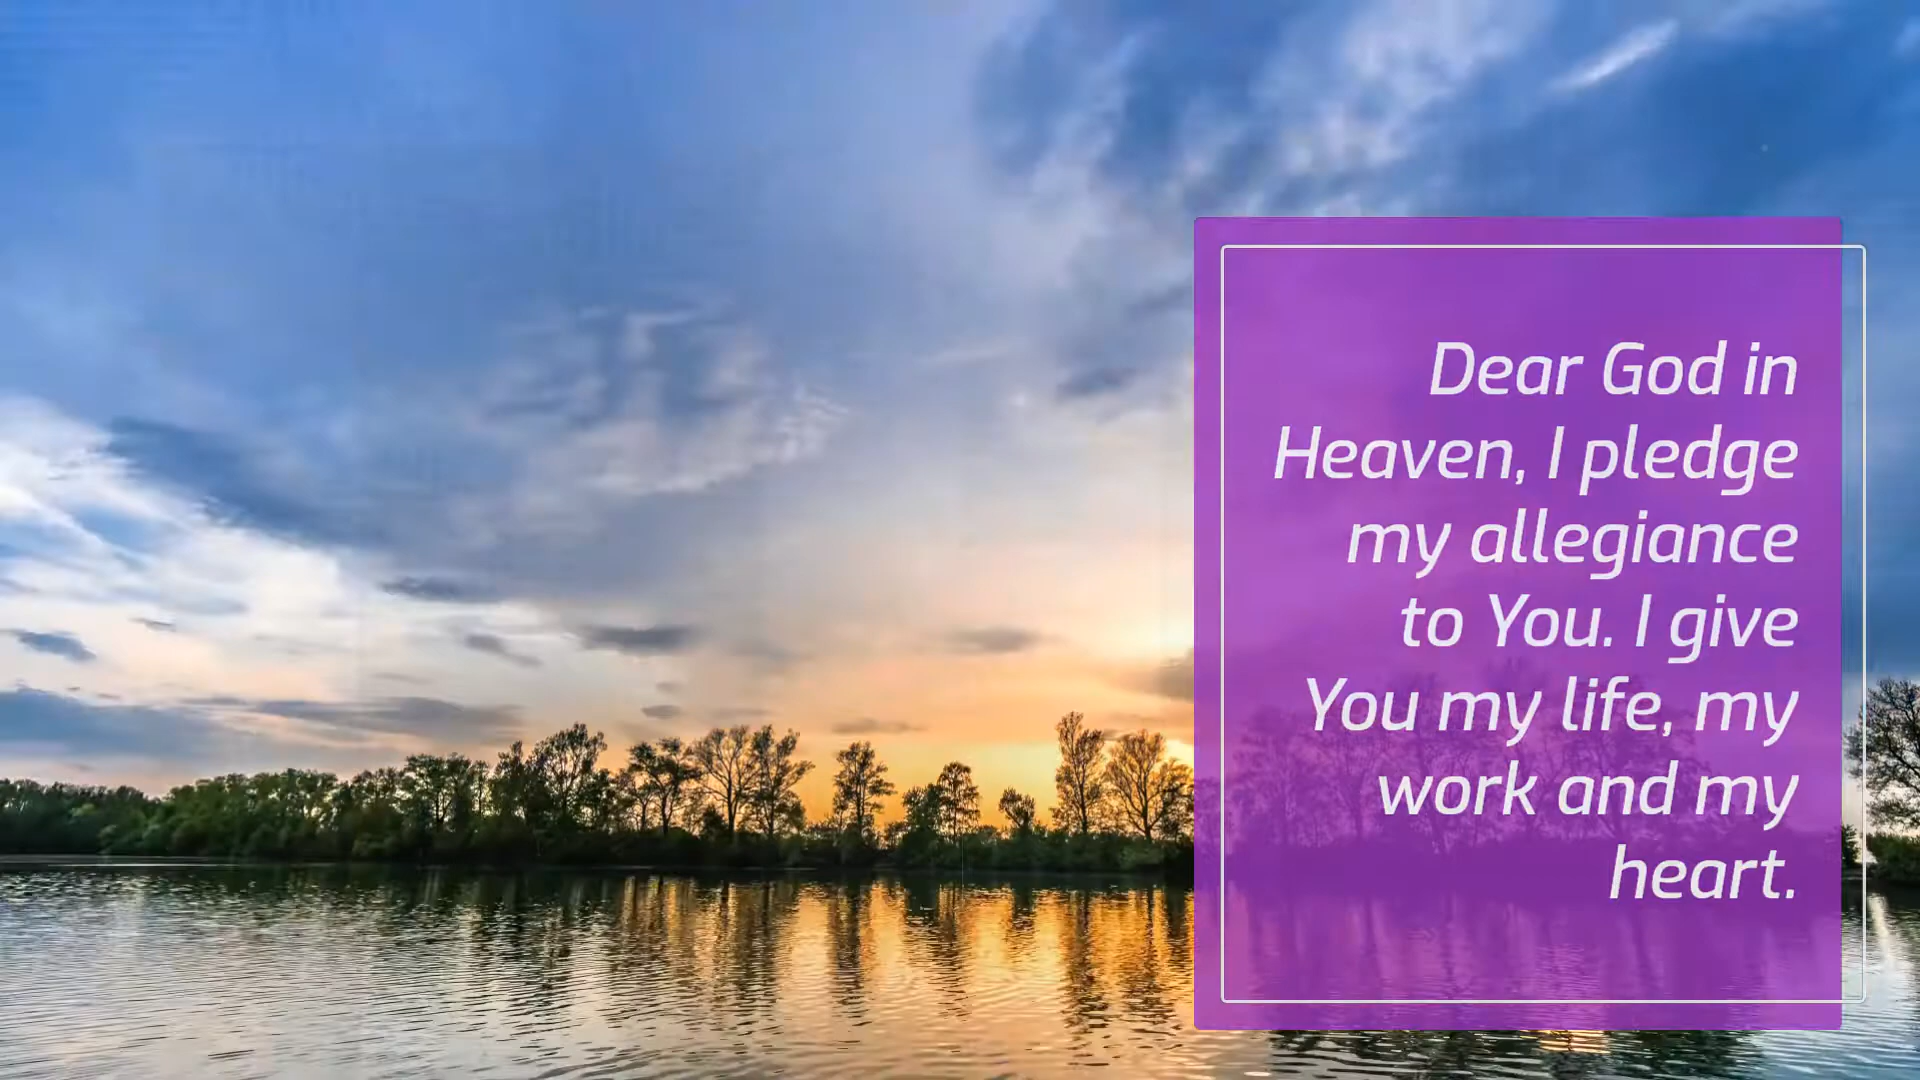 Dear God in
Heaven, I pledge
my allegiance
to You. I give
You my life, my
work and my
heart.